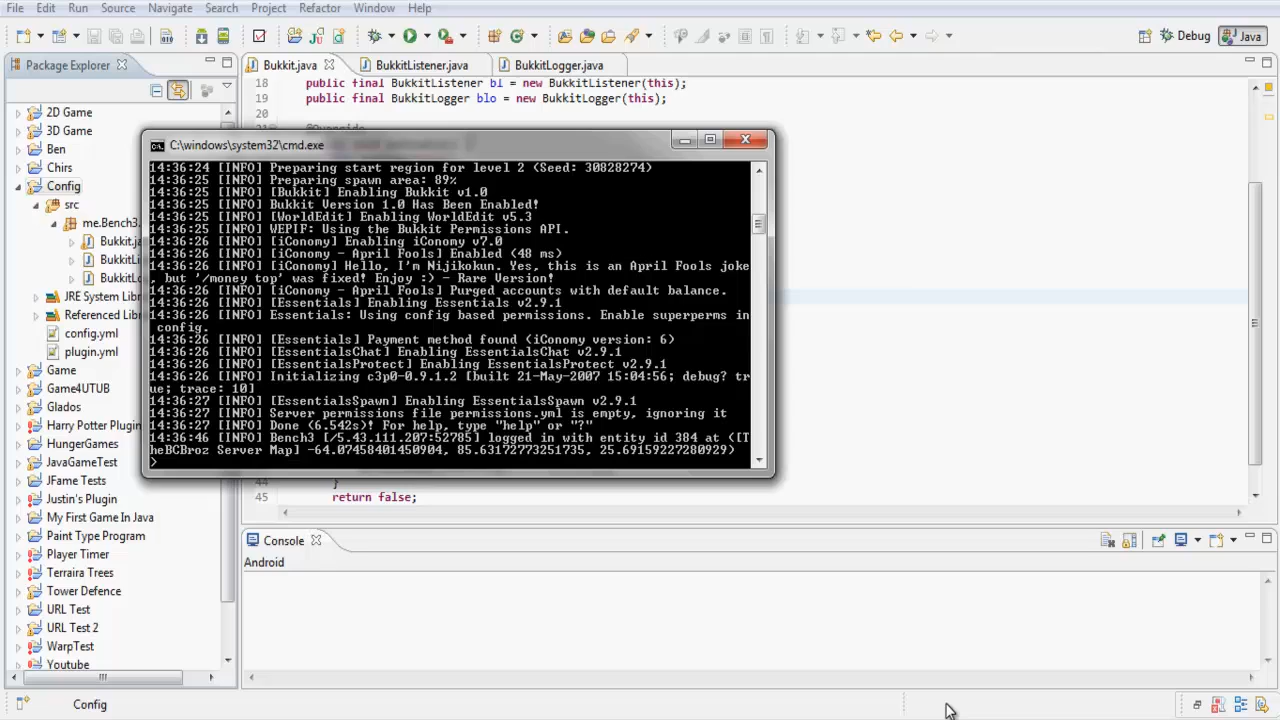 File Edit Run Source Navigate Search Project Refactor Window Help
Debug Java
Package Explorer
Bukkit.java BukkitListener.java BukkitLogger.java
2D Game
3D Game
Ben
Chirs
Config
src
me.Bench3.
Bukkit.ja
BukkitLi
BukkitLo
JRE System Libr
Referenced Libr
config.yml
plugin.yml
Game
Game4UTUB
Glados
Harry Potter Plugin
HungerGames
JavaGameTest
JFame Tests
Justin's Plugin
My First Game In Java
Paint Type Program
Player Timer
Terraira Trees
Tower Defence
URL Test
URL Test 2
WarpTest
Youtube
18 public final BukkitListener bl = new BukkitListener(this);
19 public final BukkitLogger blo = new BukkitLogger(this);
20
@Override
C:\windows\system32\cmd.exe
14:36:24 [INFO] Preparing start region for level 2 (Seed: 30828274)
14:36:25 [INFO] Preparing spawn area: 89%
14:36:25 [INFO] [Bukkit] Enabling Bukkit v1.0
14:36:25 [INFO] Bukkit Version 1.0 Has Been Enabled!
14:36:25 [INFO] [WorldEdit] Enabling WorldEdit v5.3
14:36:25 [INFO] WEPIF: Using the Bukkit Permissions API.
14:36:26 [INFO] [iConomy] Enabling iConomy v7.0
14:36:26 [INFO] [iConomy - April Fools] Enabled (48 ms)
14:36:26 [INFO] [iConomy] Hello, I'm Nijikokun. Yes, this is an April Fools joke
, but '/money top' was fixed! Enjoy :) - Rare Version!
14:36:26 [INFO] [iConomy - April Fools] Purged accounts with default balance.
14:36:26 [INFO] [Essentials] Enabling Essentials v2.9.1
14:36:26 [INFO] Essentials: Using config based permissions. Enable superperms in
config.
14:36:26 [INFO] [Essentials] Payment method found (iConomy version: 6)
14:36:26 [INFO] [EssentialsChat] Enabling EssentialsChat v2.9.1
14:36:26 [INFO] [EssentialsProtect] Enabling EssentialsProtect v2.9.1
14:36:26 [INFO] Initializing c3p0-0.9.1.2 [built 21-May-2007 15:04:56; debug? tr
ue; trace: 10]
14:36:27 [INFO] [EssentialsSpawn] Enabling EssentialsSpawn v2.9.1
14:36:27 [INFO] Server permissions file permissions.yml is empty, ignoring it
14:36:27 [INFO] Done (6.542s)! For help, type "help" or "?"
14:36:46 [INFO] Bench3 [/5.43.111.207:52785] logged in with entity id 384 at ([T
heBCBroz Server Map] -64.07458401450904, 85.63172773251735, 25.69159227280929)
>
44 }
45 return false;
Console
Android
Config